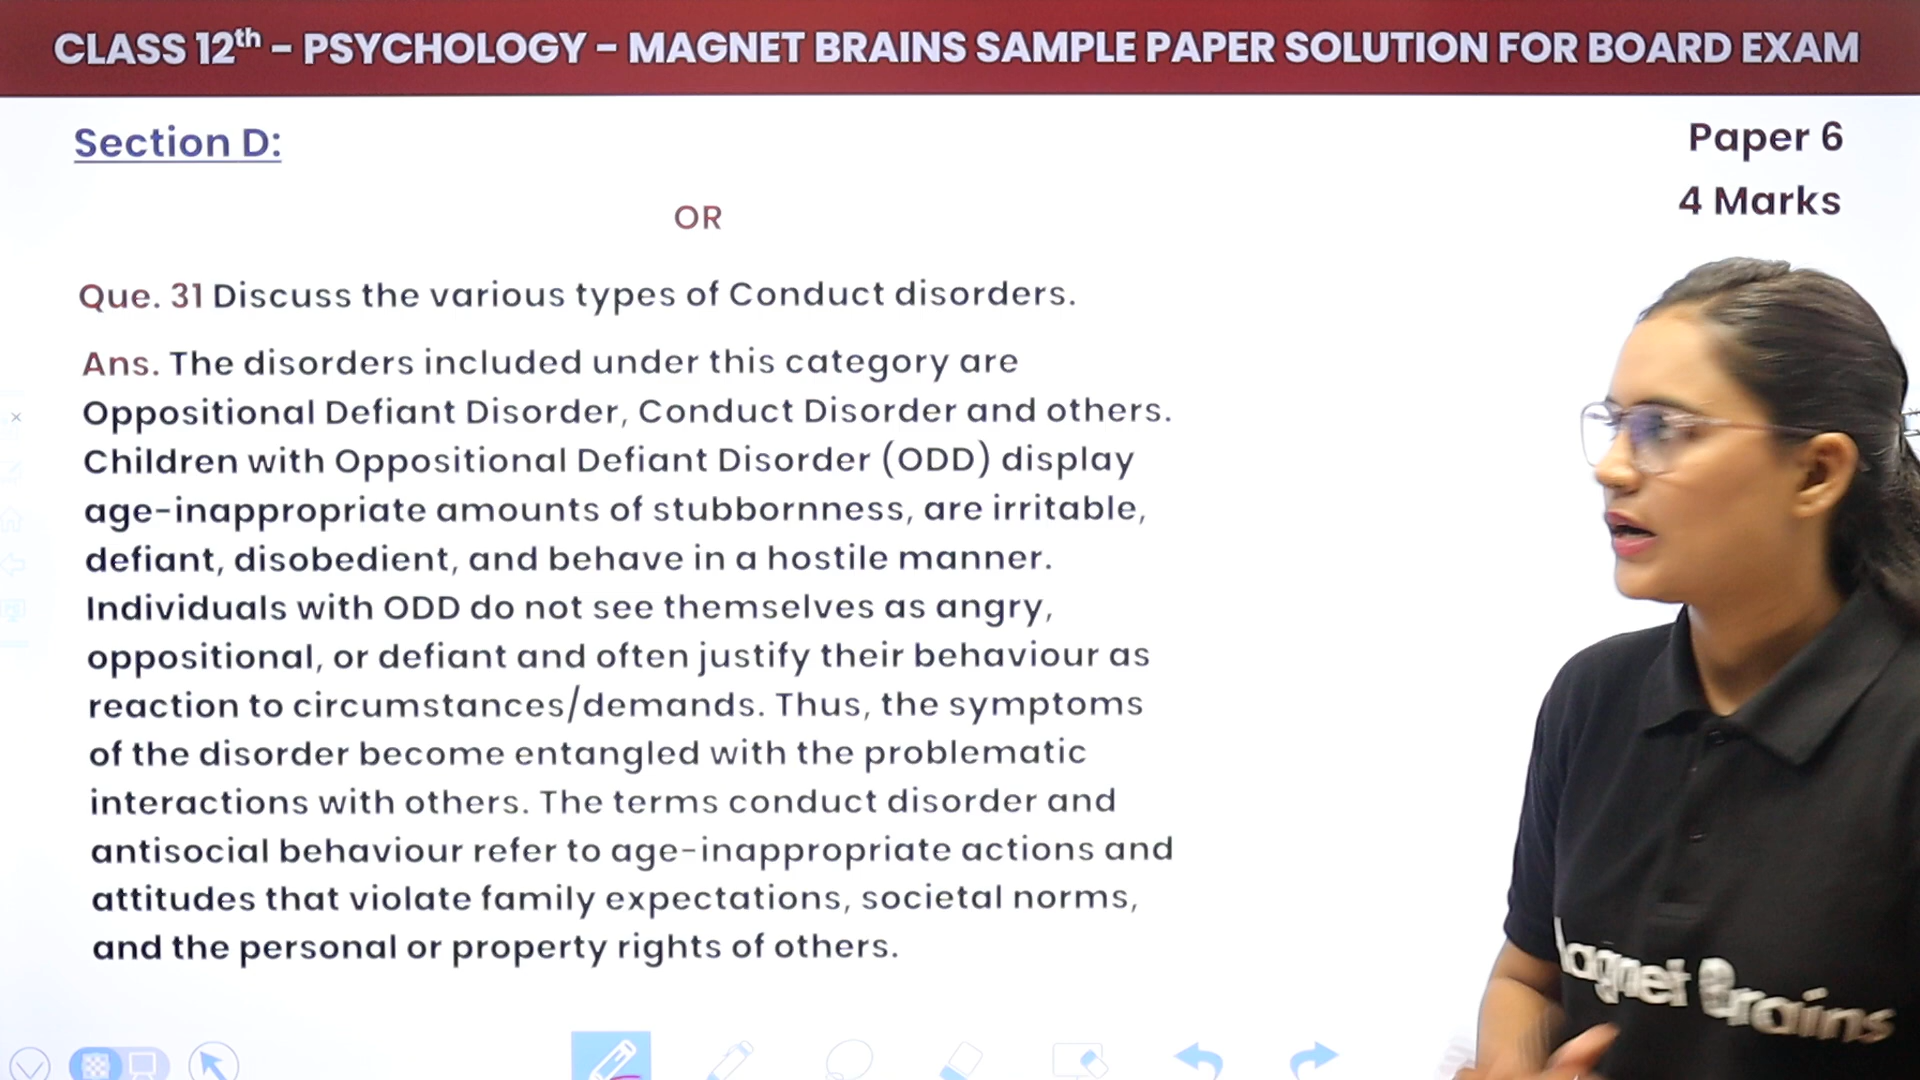 CLASS 12th – PSYCHOLOGY – MAGNET BRAINS SAMPLE PAPER SOLUTION FOR BOARD EXAM
Section D:
Paper 6
4 Marks
OR
Que. 31 Discuss the various types of Conduct disorders.
Ans. The disorders included under this category are
Oppositional Defiant Disorder, Conduct Disorder and others.
Children with Oppositional Defiant Disorder (ODD) display
age-inappropriate amounts of stubbornness, are irritable,
defiant, disobedient, and behave in a hostile manner.
Individuals with ODD do not see themselves as angry,
oppositional, or defiant and often justify their behaviour as
reaction to circumstances/demands. Thus, the symptoms
of the disorder become entangled with the problematic
interactions with others. The terms conduct disorder and
antisocial behaviour refer to age-inappropriate actions and
attitudes that violate family expectations, societal norms,
and the personal or property rights of others.
Magnet Brains